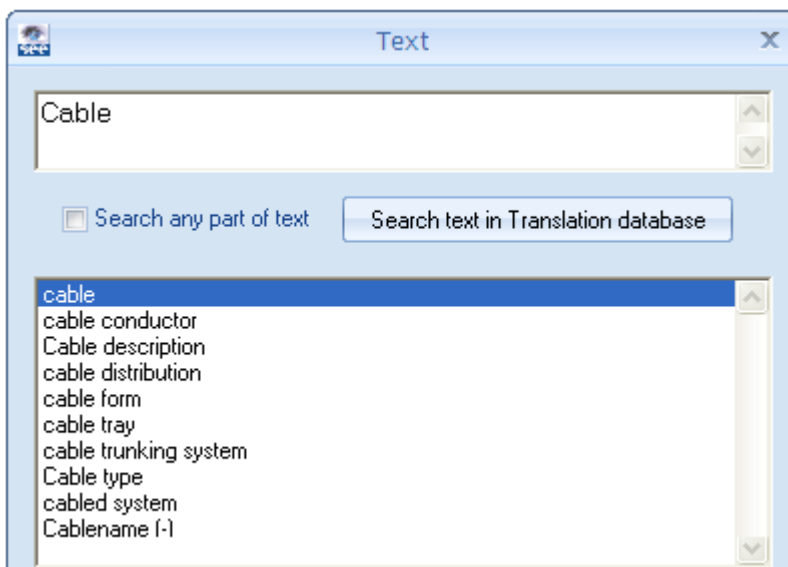 see
Text
Cable
Search any part of text
Search text in Translation database
cable
cable conductor
Cable description
cable distribution
cable form
cable tray
cable trunking system
Cable type
cabled system
Cablename (-)